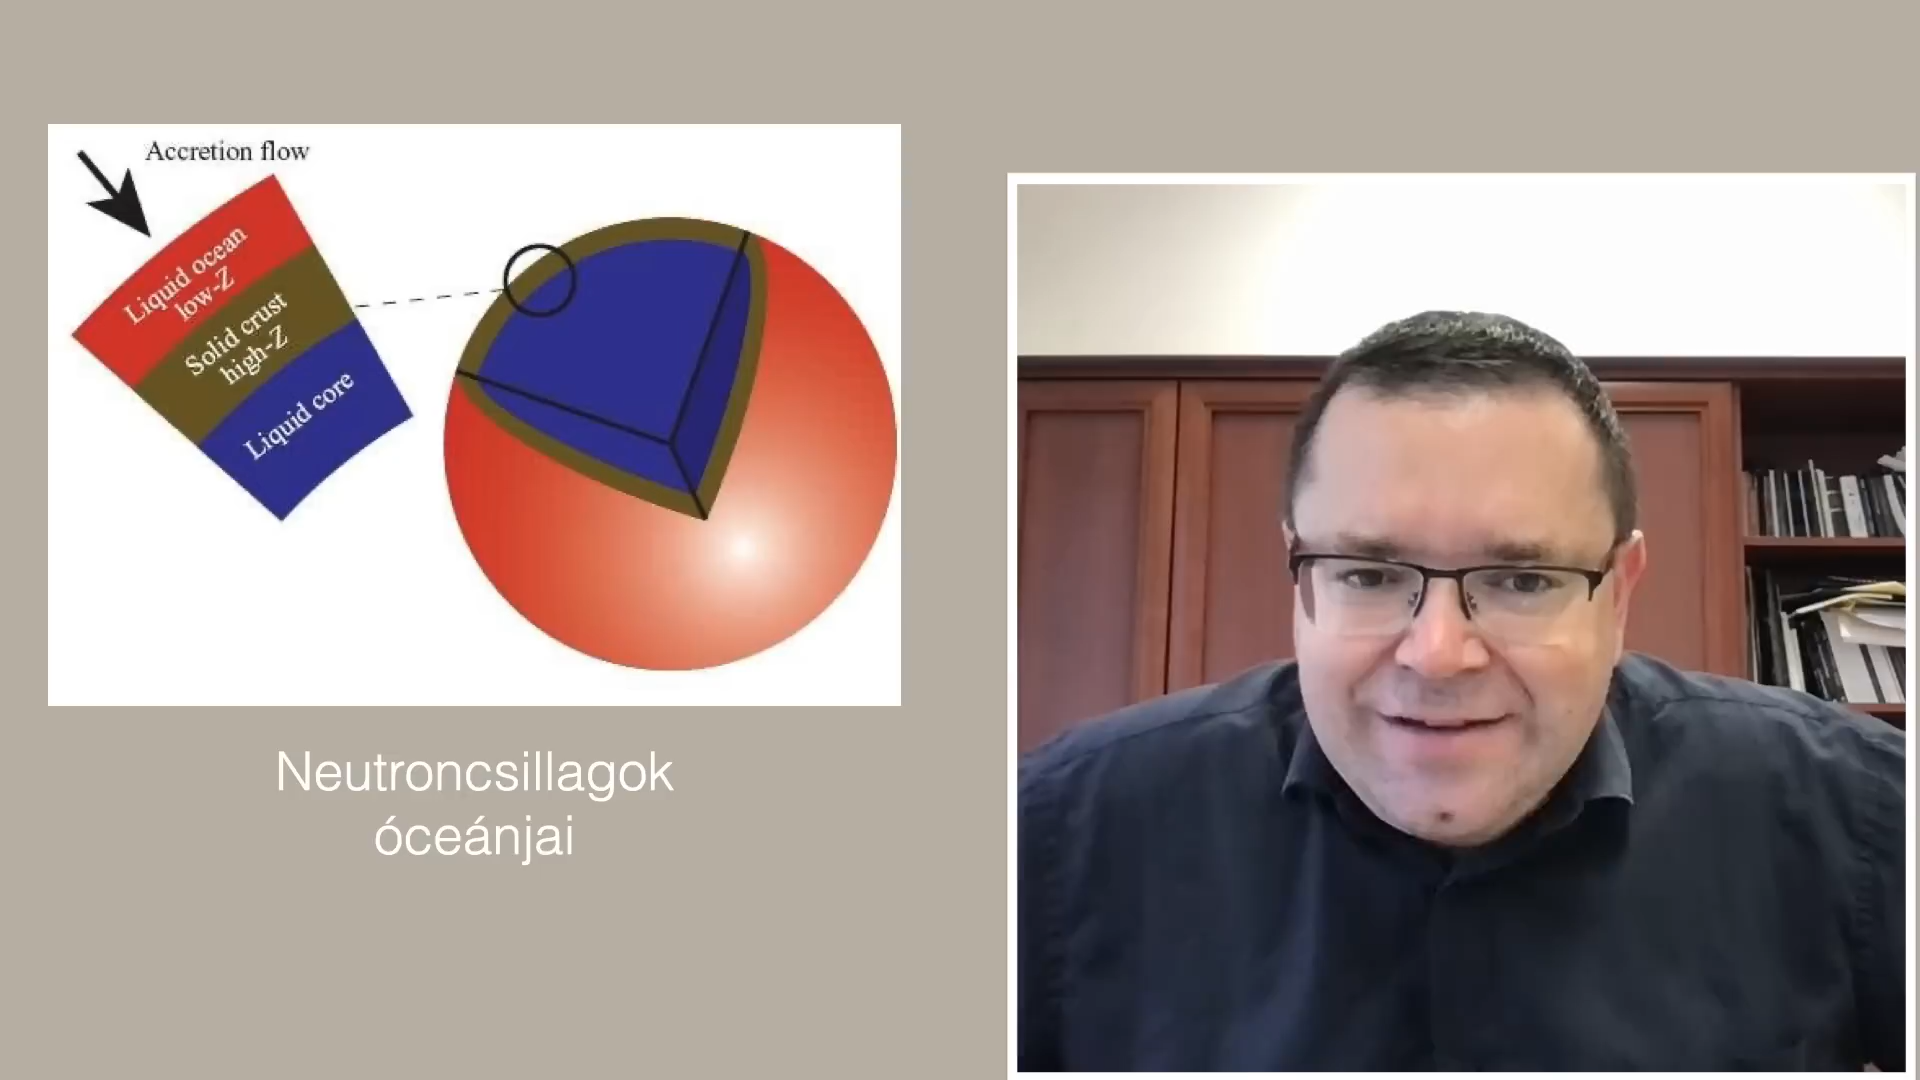 Accretion flow
Liquid ocean
low-Z
Solid crust
high-Z
Liquid core
Neutroncsillagok
óceánjai